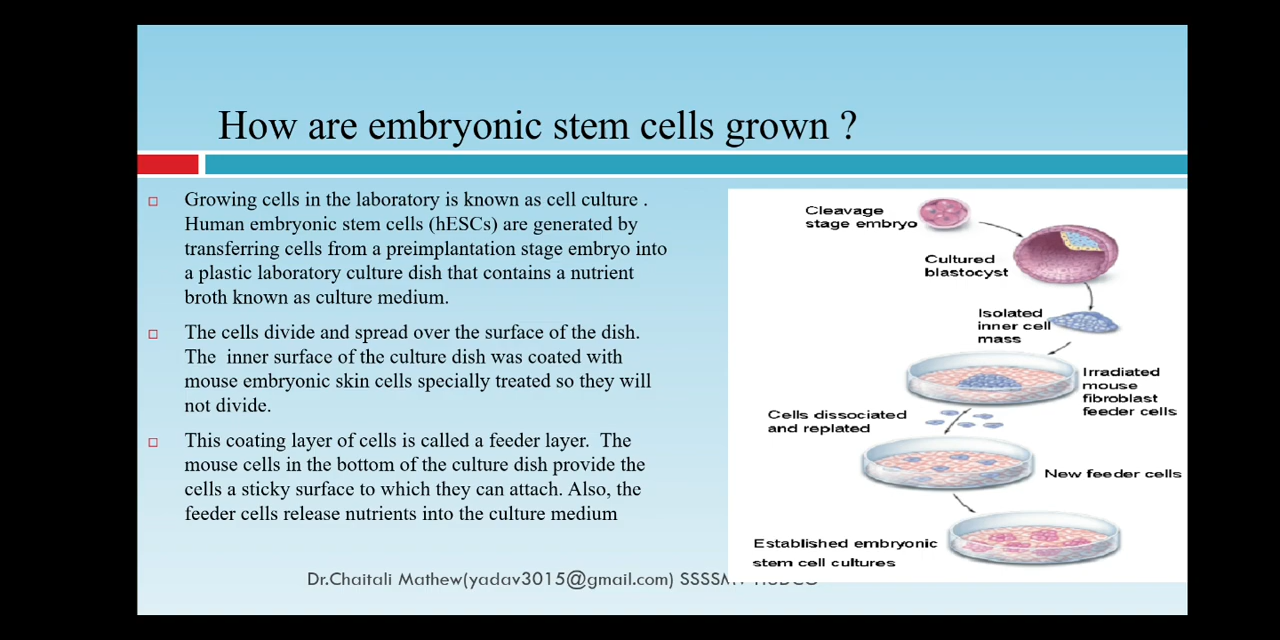 How are embryonic stem cells grown ?
Growing cells in the laboratory is known as cell culture .
Human embryonic stem cells (hESCs) are generated by
transferring cells from a preimplantation stage embryo into
a plastic laboratory culture dish that contains a nutrient
broth known as culture medium.
The cells divide and spread over the surface of the dish.
The inner surface of the culture dish was coated with
mouse embryonic skin cells specially treated so they will
not divide.
This coating layer of cells is called a feeder layer. The
mouse cells in the bottom of the culture dish provide the
cells a sticky surface to which they can attach. Also, the
feeder cells release nutrients into the culture medium
Cleavage
stage embryo
Cultured
blastocyst
Isolated
inner cell
mass
Irradiated
mouse
fibroblast
feeder cells
Cells dissociated
and replated
New feeder cells
Established embryonic
stem cell cultures
Dr.Chaitali Mathew(yadav3015@gmail.com)